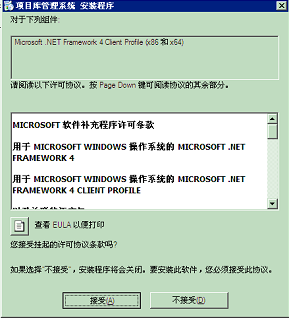 项目库管理系统 安装程序
对于下列组件:
Microsoft .NET Framework 4 Client Profile (x86 和 x64)
请阅读以下许可协议。按 Page Down 键可阅读协议的其余部分。
MICROSOFT 软件补充程序许可条款
用于 MICROSOFT WINDOWS 操作系统的 MICROSOFT .NET
FRAMEWORK 4
用于 MICROSOFT WINDOWS 操作系统的 MICROSOFT .NET
FRAMEWORK 4 CLIENT PROFILE
查看 EULA 以便打印
您接受挂起的许可协议条款吗?
如果选择“不接受”，安装程序将会关闭。要安装此软件，您必须接受此协议。
接受(A)
不接受(D)